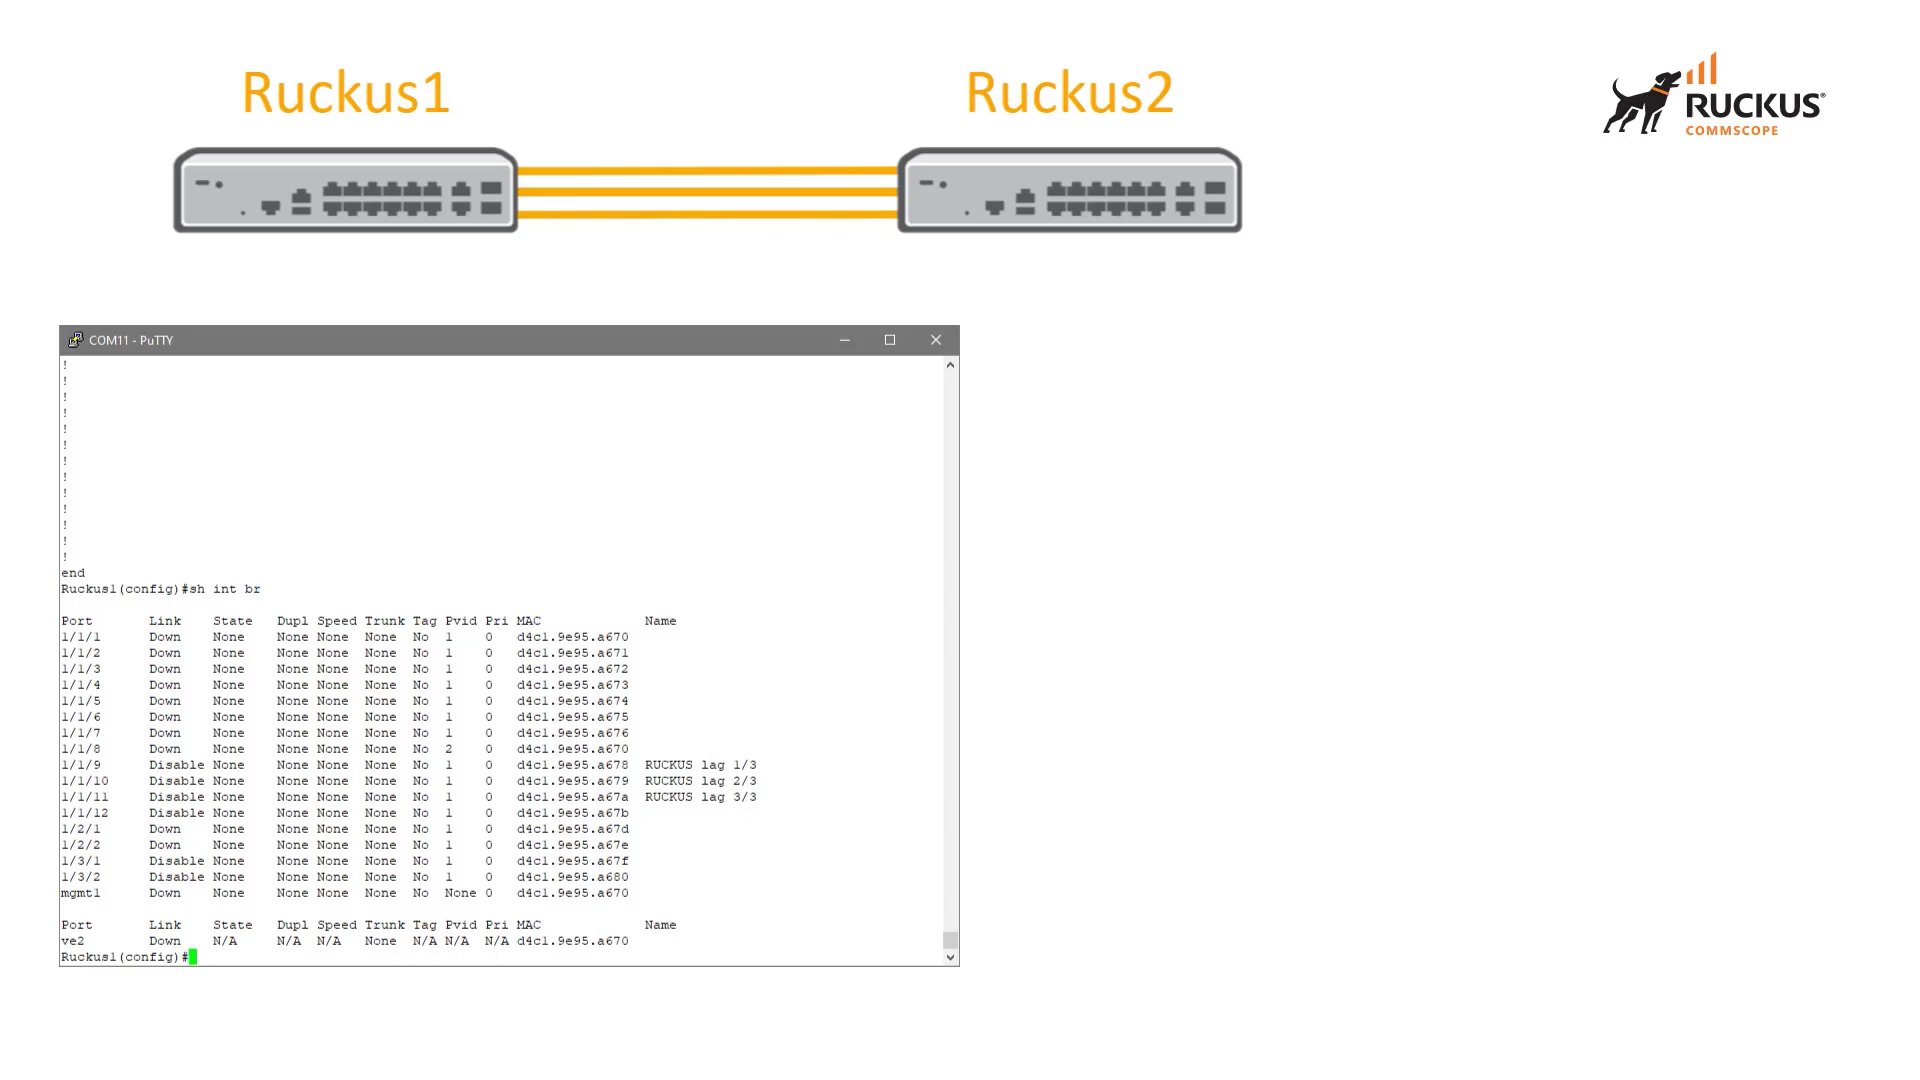 Ruckus1
Ruckus2
RUCKUS®
COMMSCOPE
COM11 - PuTTY
!
!
!
!
!
!
!
!
!
!
!
!
!
end
Ruckus1(config)#sh int br
Port Link State Dupl Speed Trunk Tag Pvid Pri MAC Name
1/1/1 Down None None None None No 1 0 d4c1.9e95.a670
1/1/2 Down None None None None No 1 0 d4c1.9e95.a671
1/1/3 Down None None None None No 1 0 d4c1.9e95.a672
1/1/4 Down None None None None No 1 0 d4c1.9e95.a673
1/1/5 Down None None None None No 1 0 d4c1.9e95.a674
1/1/6 Down None None None None No 1 0 d4c1.9e95.a675
1/1/7 Down None None None None No 1 0 d4c1.9e95.a676
1/1/8 Down None None None None No 2 0 d4c1.9e95.a670
1/1/9 Disable None None None None No 1 0 d4c1.9e95.a678 RUCKUS lag 1/3
1/1/10 Disable None None None None No 1 0 d4c1.9e95.a679 RUCKUS lag 2/3
1/1/11 Disable None None None None No 1 0 d4c1.9e95.a67a RUCKUS lag 3/3
1/1/12 Disable None None None None No 1 0 d4c1.9e95.a67b
1/2/1 Down None None None None No 1 0 d4c1.9e95.a67d
1/2/2 Down None None None None No 1 0 d4c1.9e95.a67e
1/3/1 Disable None None None None No 1 0 d4c1.9e95.a67f
1/3/2 Disable None None None None No 1 0 d4c1.9e95.a680
mgmt1 Down None None None None No None 0 d4c1.9e95.a670
Port Link State Dupl Speed Trunk Tag Pvid Pri MAC Name
ve2 Down N/A N/A N/A None N/A N/A N/A d4c1.9e95.a670
Ruckus1(config)#